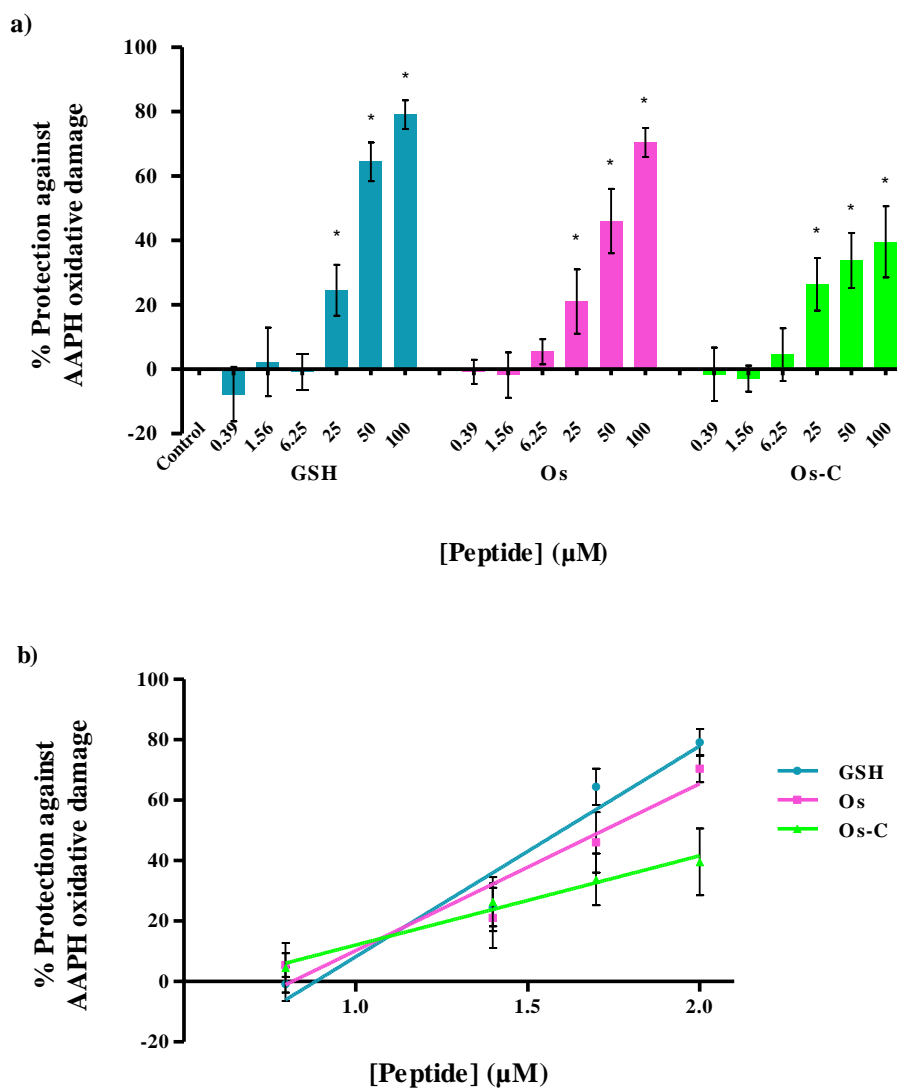 a)
% Protection against
AAPH oxidative damage
100
80
60
40
20
0
-20
* * * * * * * * *
Control 0.39 1.56 6.25 25 50 100 0.39 1.56 6.25 25 50 100 0.39 1.56 6.25 25 50 100
GSH Os Os-C
[Peptide] (µM)
b)
% Protection against
AAPH oxidative damage
100
80
60
40
20
0
-20
1.0 1.5 2.0
[Peptide] (µM)
GSH
Os
Os-C